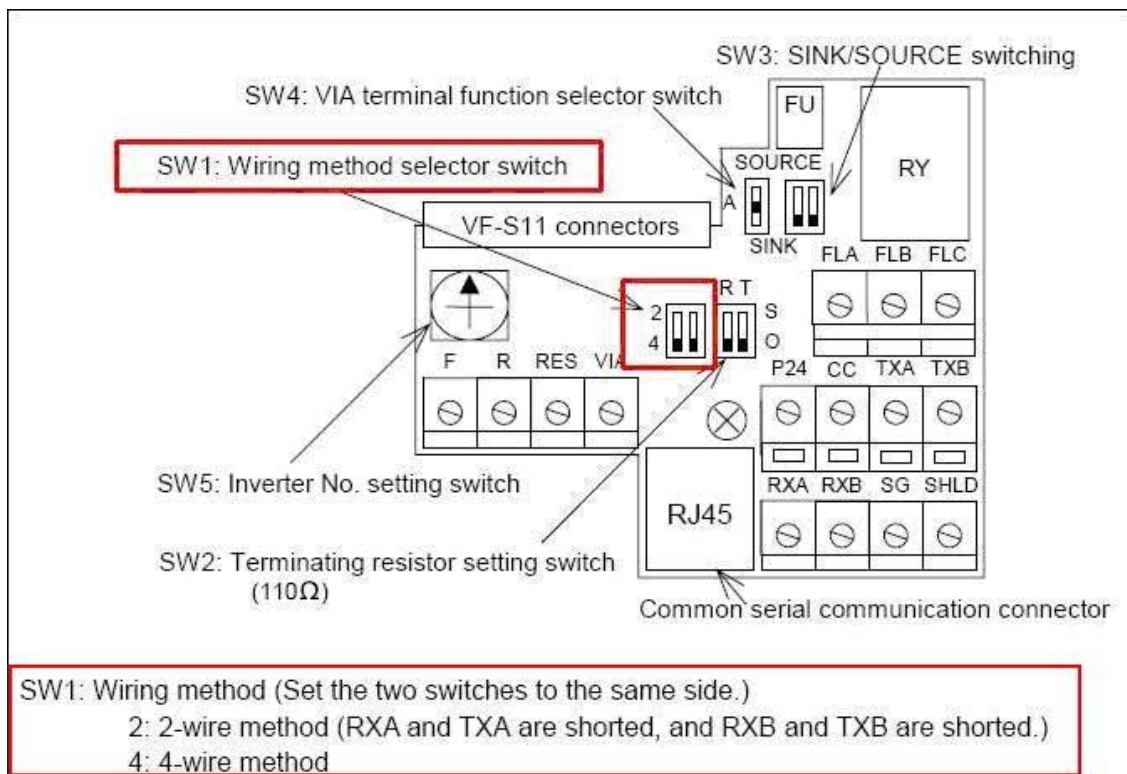 SW3: SINK/SOURCE switching
SW4: VIA terminal function selector switch
FU
SW1: Wiring method selector switch
SOURCE
RY
A
VF-S11 connectors
SINK
FLA FLB FLC
R T
2
S
4
O
F R RES VIA
P24 CC TXA TXB
SW5: Inverter No. setting switch
RXA RXB SG SHLD
RJ45
SW2: Terminating resistor setting switch
(110Ω)
Common serial communication connector
SW1: Wiring method (Set the two switches to the same side.)
2: 2-wire method (RXA and TXA are shorted, and RXB and TXB are shorted.)
4: 4-wire method